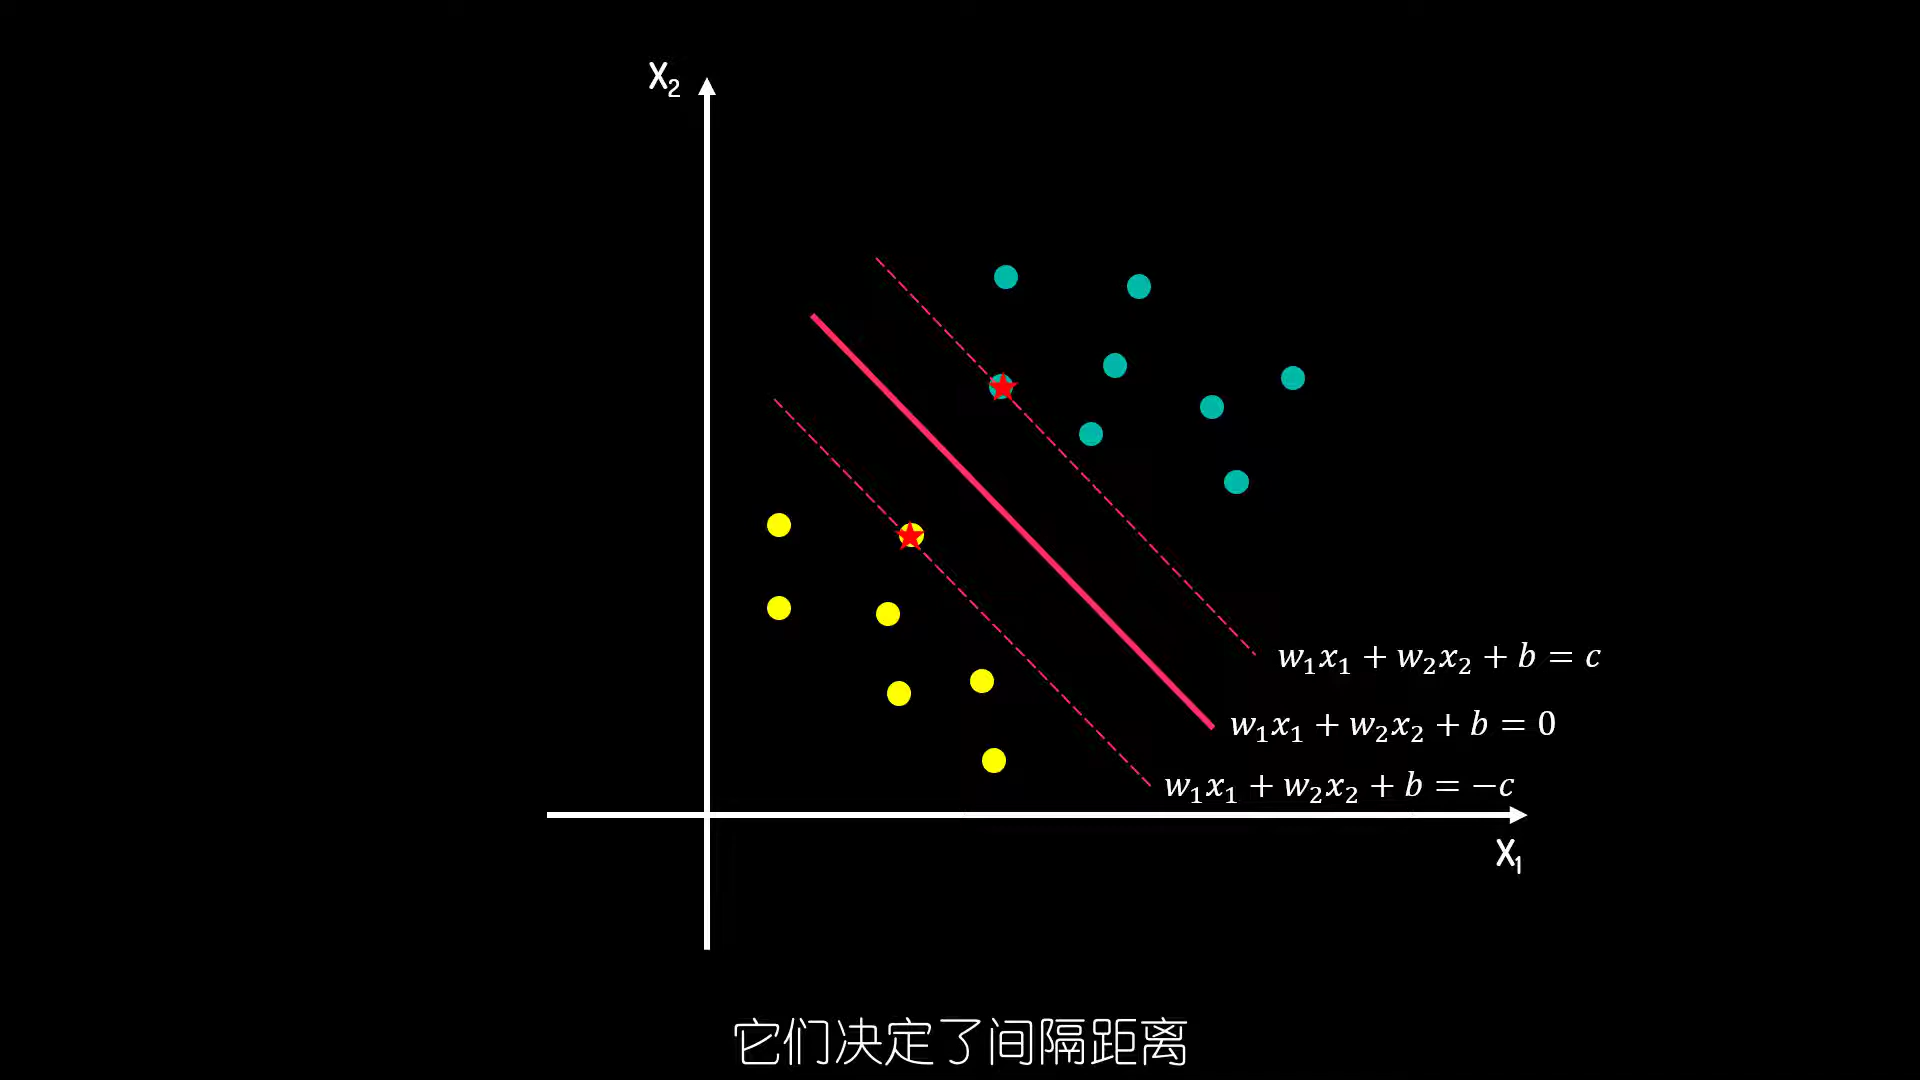 X₂
w₁x₁ + w₂x₂ + b = c
w₁x₁ + w₂x₂ + b = 0
w₁x₁ + w₂x₂ + b = −c
X₁
它们决定了间隔距离